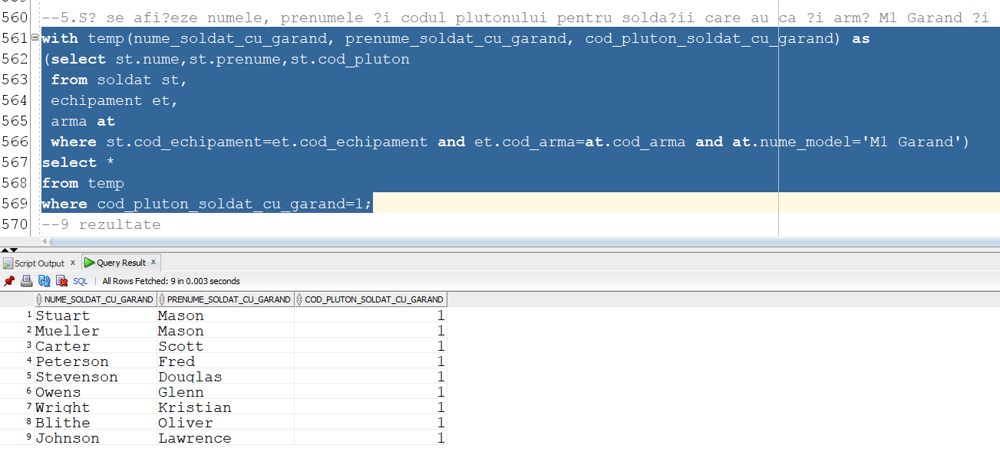 560 --5.S? se afi?eze numele, prenumele ?i codul plutonului pentru solda?ii care au ca ?i arm? M1 Garand ?i
561 with temp(nume_soldat_cu_garand, prenume_soldat_cu_garand, cod_pluton_soldat_cu_garand) as
562 (select st.nume,st.prenume,st.cod_pluton
563 from soldat st,
564 echipament et,
565 arma at
566 where st.cod_echipament=et.cod_echipament and et.cod_arma=at.cod_arma and at.nume_model='M1 Garand')
567 select *
568 from temp
569 where cod_pluton_soldat_cu_garand=1;
570 --9 rezultate
Script Output x Query Result x
SQL | All Rows Fetched: 9 in 0.003 seconds
NUME_SOLDAT_CU_GARAND PRENUME_SOLDAT_CU_GARAND COD_PLUTON_SOLDAT_CU_GARAND
1 Stuart Mason 1
2 Mueller Mason 1
3 Carter Scott 1
4 Peterson Fred 1
5 Stevenson Douglas 1
6 Owens Glenn 1
7 Wright Kristian 1
8 Blithe Oliver 1
9 Johnson Lawrence 1